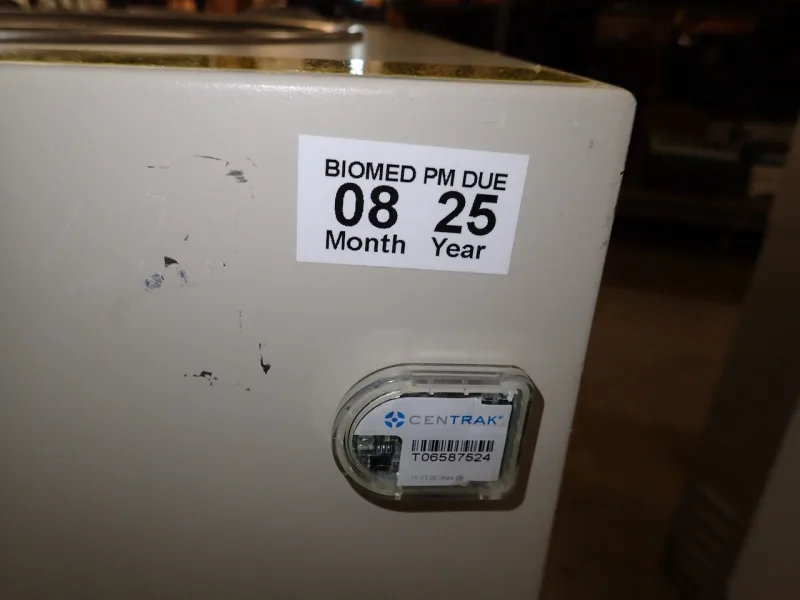 BIOMED PM DUE
08 25
Month Year
CENTRAK
T06587524